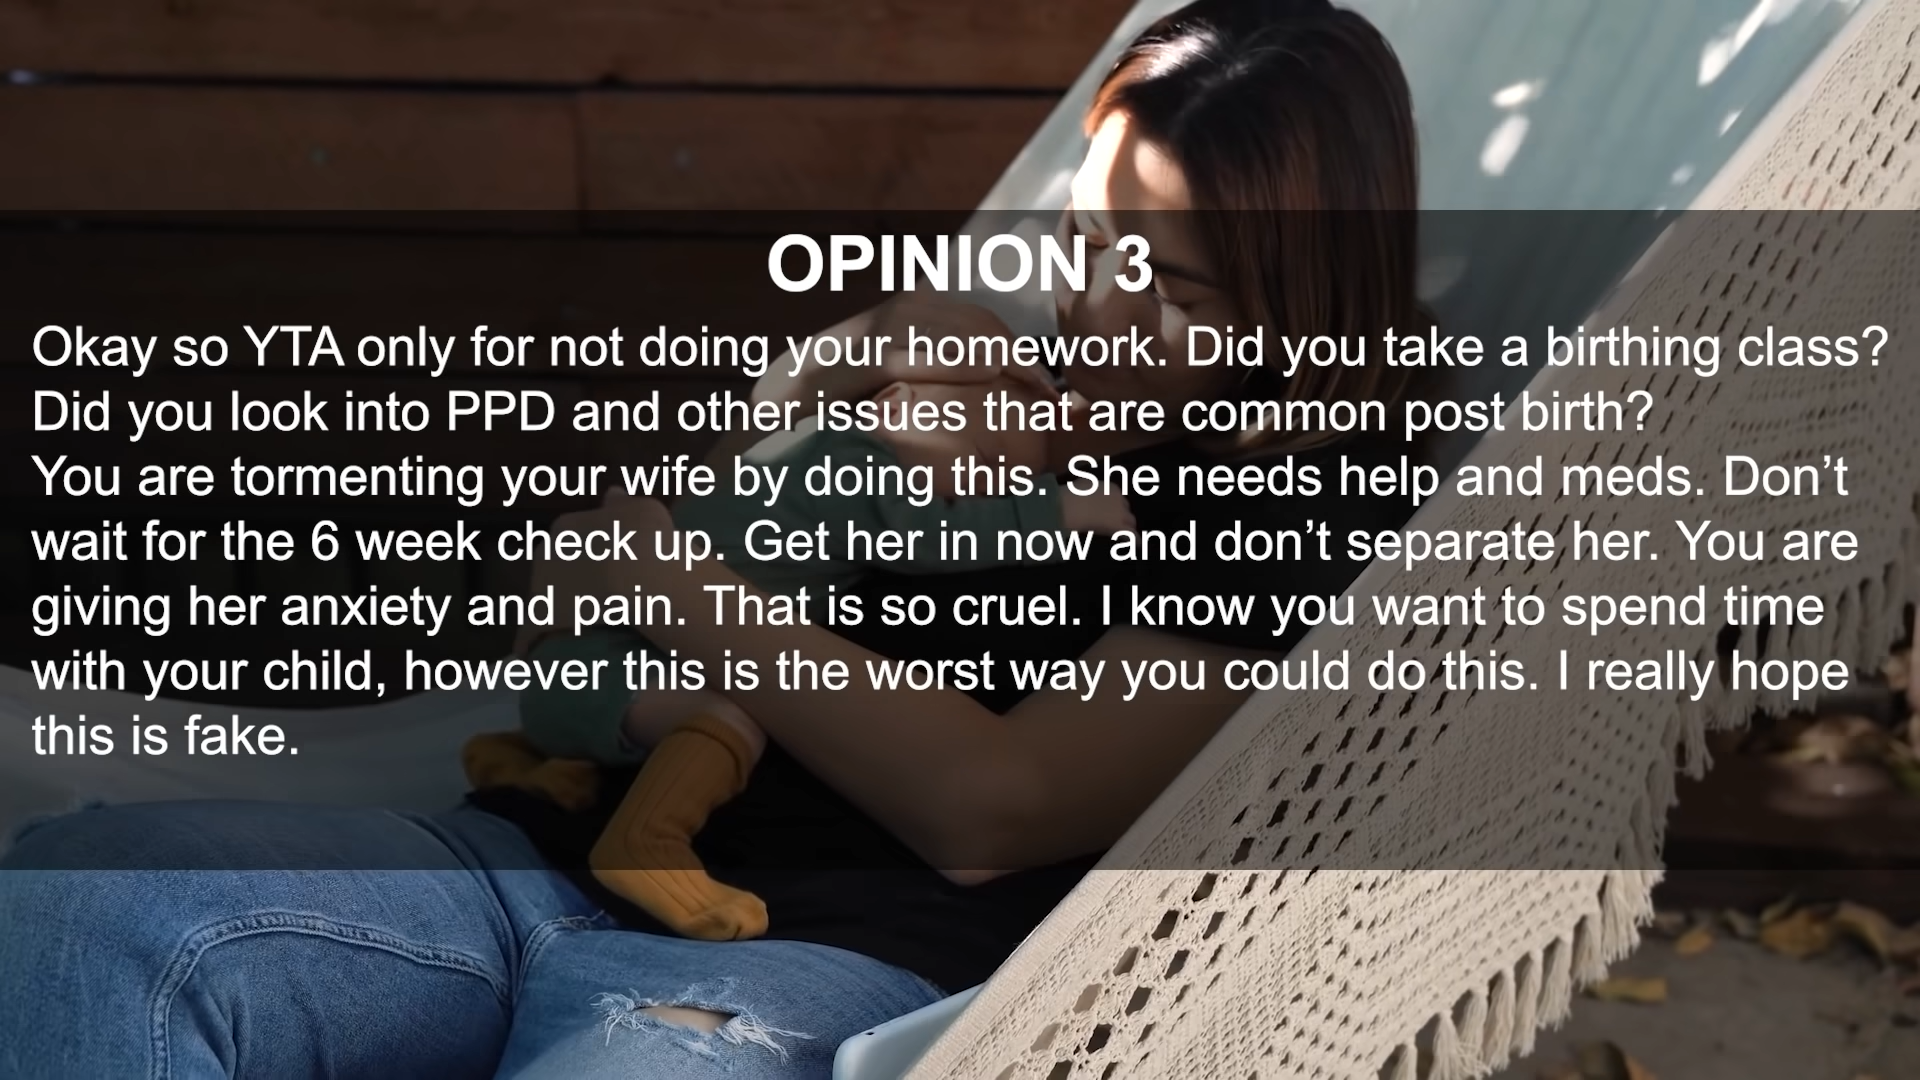 OPINION 3
Okay so YTA only for not doing your homework. Did you take a birthing class?
Did you look into PPD and other issues that are common post birth?
You are tormenting your wife by doing this. She needs help and meds. Don’t
wait for the 6 week check up. Get her in now and don’t separate her. You are
giving her anxiety and pain. That is so cruel. I know you want to spend time
with your child, however this is the worst way you could do this. I really hope
this is fake.